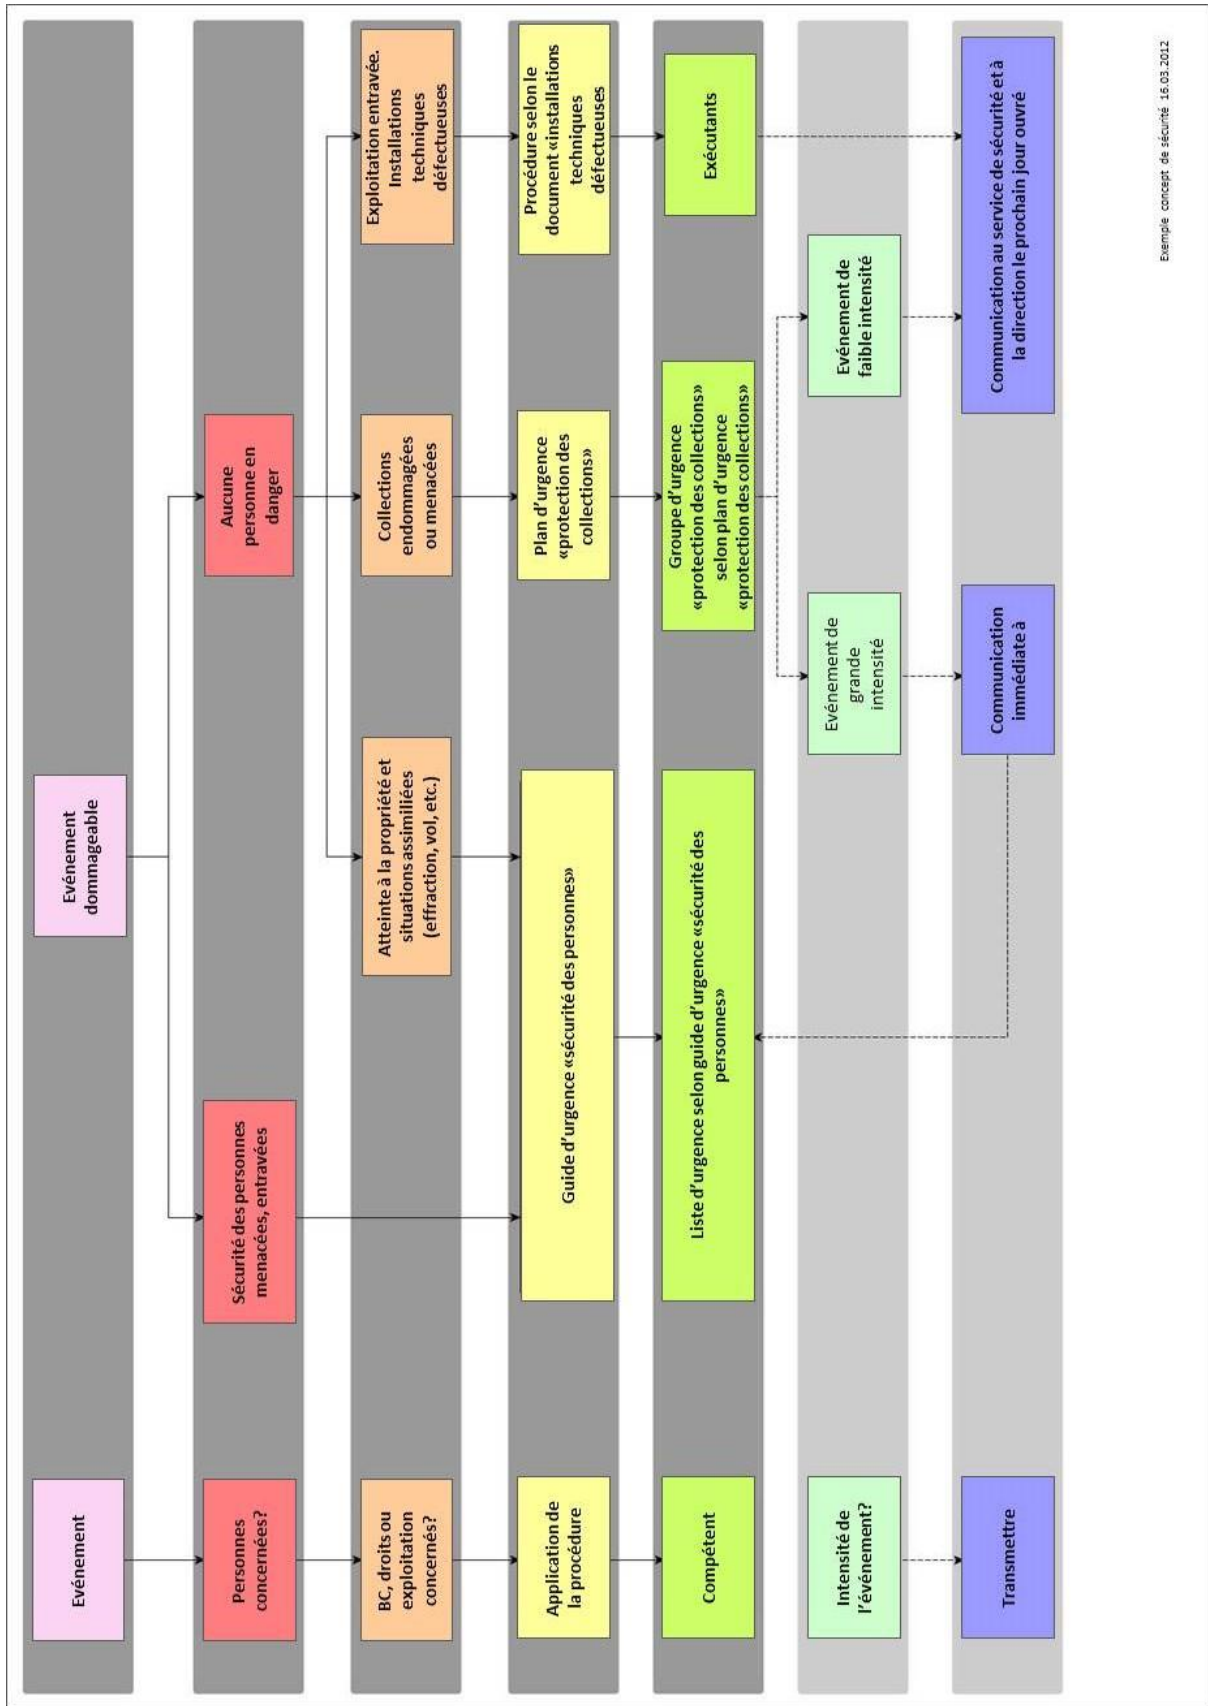 Evénement
Evénement
dommageable
Personnes
concernées?
Sécurité des personnes
menacées, entravées
Aucune
personne en
danger
BC, droits ou
exploitation
concernés?
Atteinte à la propriété et
situations assimiliées
(effraction, vol, etc.)
Collections
endommagées
ou menacées
Exploitation entravée.
Installations
techniques
défectueuses
Application de
la procédure
Guide d’urgence «sécurité des personnes»
Plan d’urgence
«protection des
collections»
Procédure selon le
document «installations
techniques
défectueuses
Compétent
Liste d’urgence selon guide d’urgence «sécurité des
personnes»
Groupe d’urgence
«protection des collections»
selon plan d’urgence
«protection des collections»
Exécutants
Intensité de
l’événement?
Evénement de
grande
intensité
Evénement de
faible intensité
Transmettre
Communication
immédiate à
Communication au service de sécurité et à
la direction le prochain jour ouvré
Exemple concept de sécurité 16.03.2012